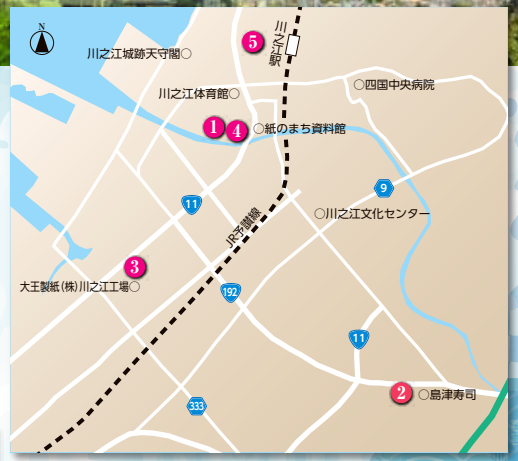 N
川之江城跡天守閣○
5
川之江駅
川之江体育館○
○四国中央病院
1
4
○紙のまち資料館
9
11
○川之江文化センター
JR予讃線
3
大王製紙(株)川之江工場○
192
11
2
○島津寿司
333